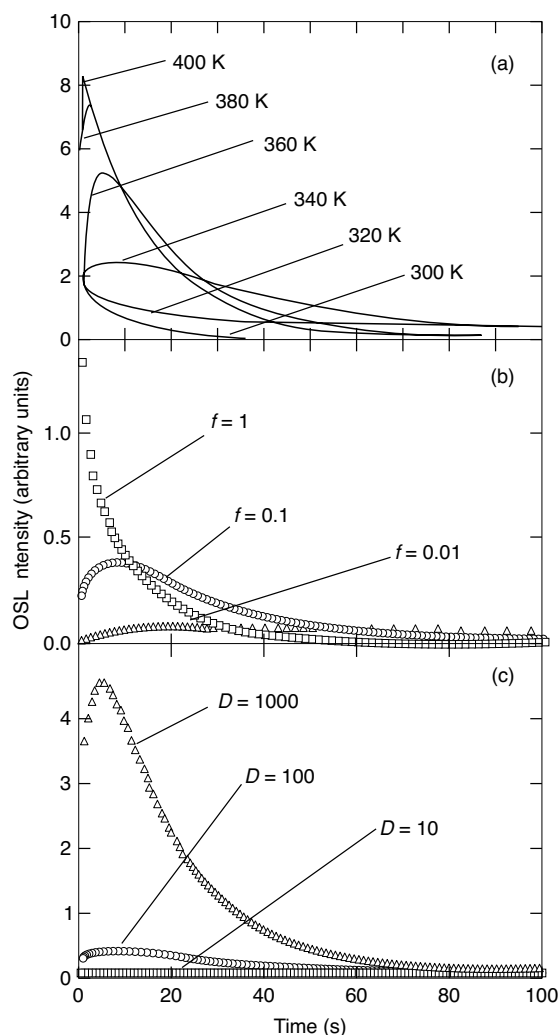 10
(a)
400 K
8
380 K
6
360 K
4
340 K
320 K
2
300 K
0
(b)
1.0
f = 1
f = 0.1
0.5
f = 0.01
0.0
OSL ntensity (arbitrary units)
(c)
D = 1000
4
D = 100
3
D = 10
2
1
0
0 20 40 60 80 100
Time (s)